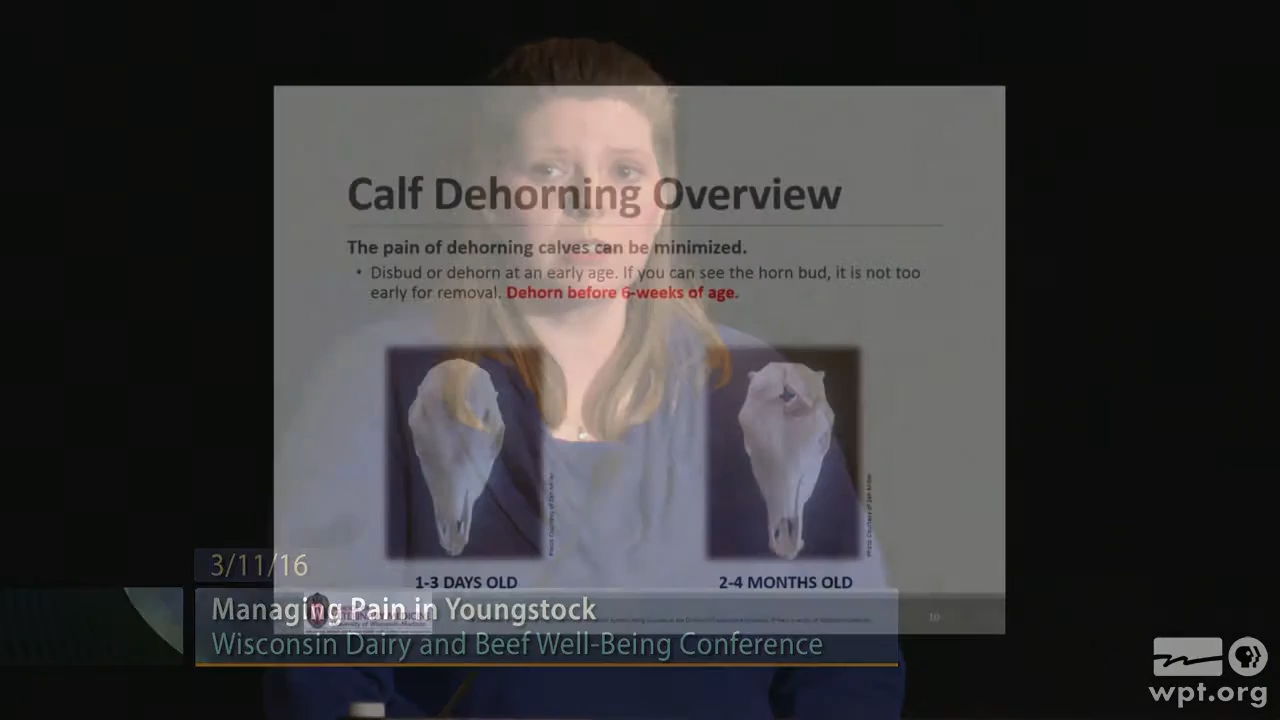 Calf Dehorning Overview
The pain of dehorning calves can be minimized.
• Disbud or dehorn at an early age. If you can see the horn bud, it is not too
early for removal. Dehorn before 6-weeks of age.
1-3 DAYS OLD
2-4 MONTHS OLD
10
3/11/16
Managing Pain in Youngstock
Wisconsin Dairy and Beef Well-Being Conference
wpt.org